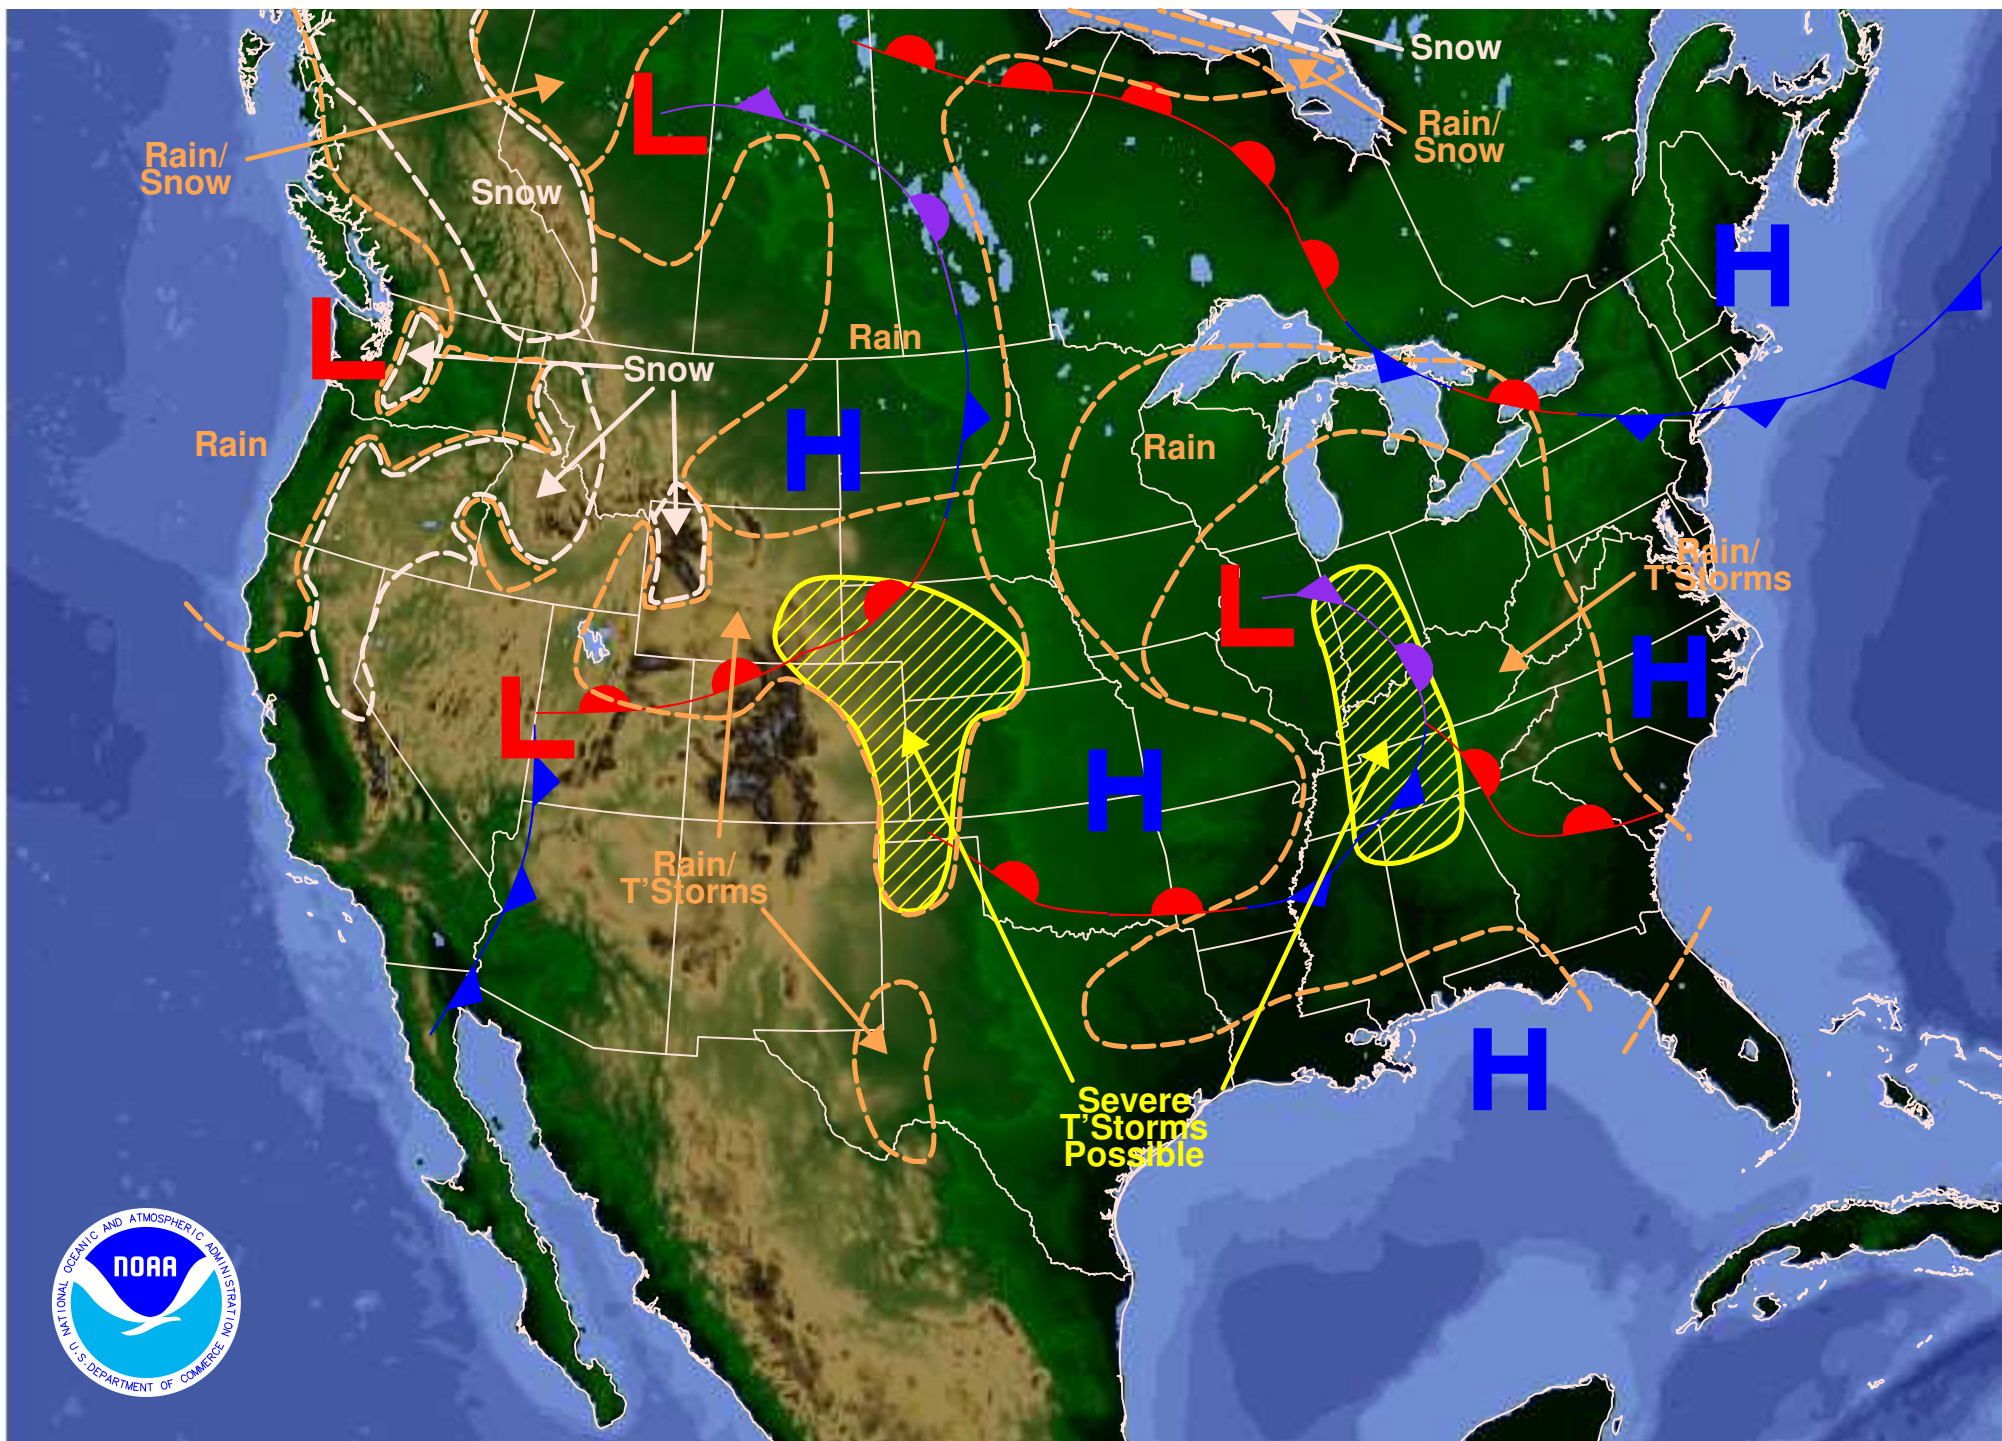 Snow
Rain/
Snow
Rain/
Snow
L
Snow
H
L
Rain
Snow
H
Rain
Rain
L
Rain/
T'Storms
H
L
H
Rain/
T'Storms
H
Severe
T'Storms
Possible
NATIONAL OCEANIC AND ATMOSPHERIC ADMINISTRATION
NOAA
U.S. DEPARTMENT OF COMMERCE